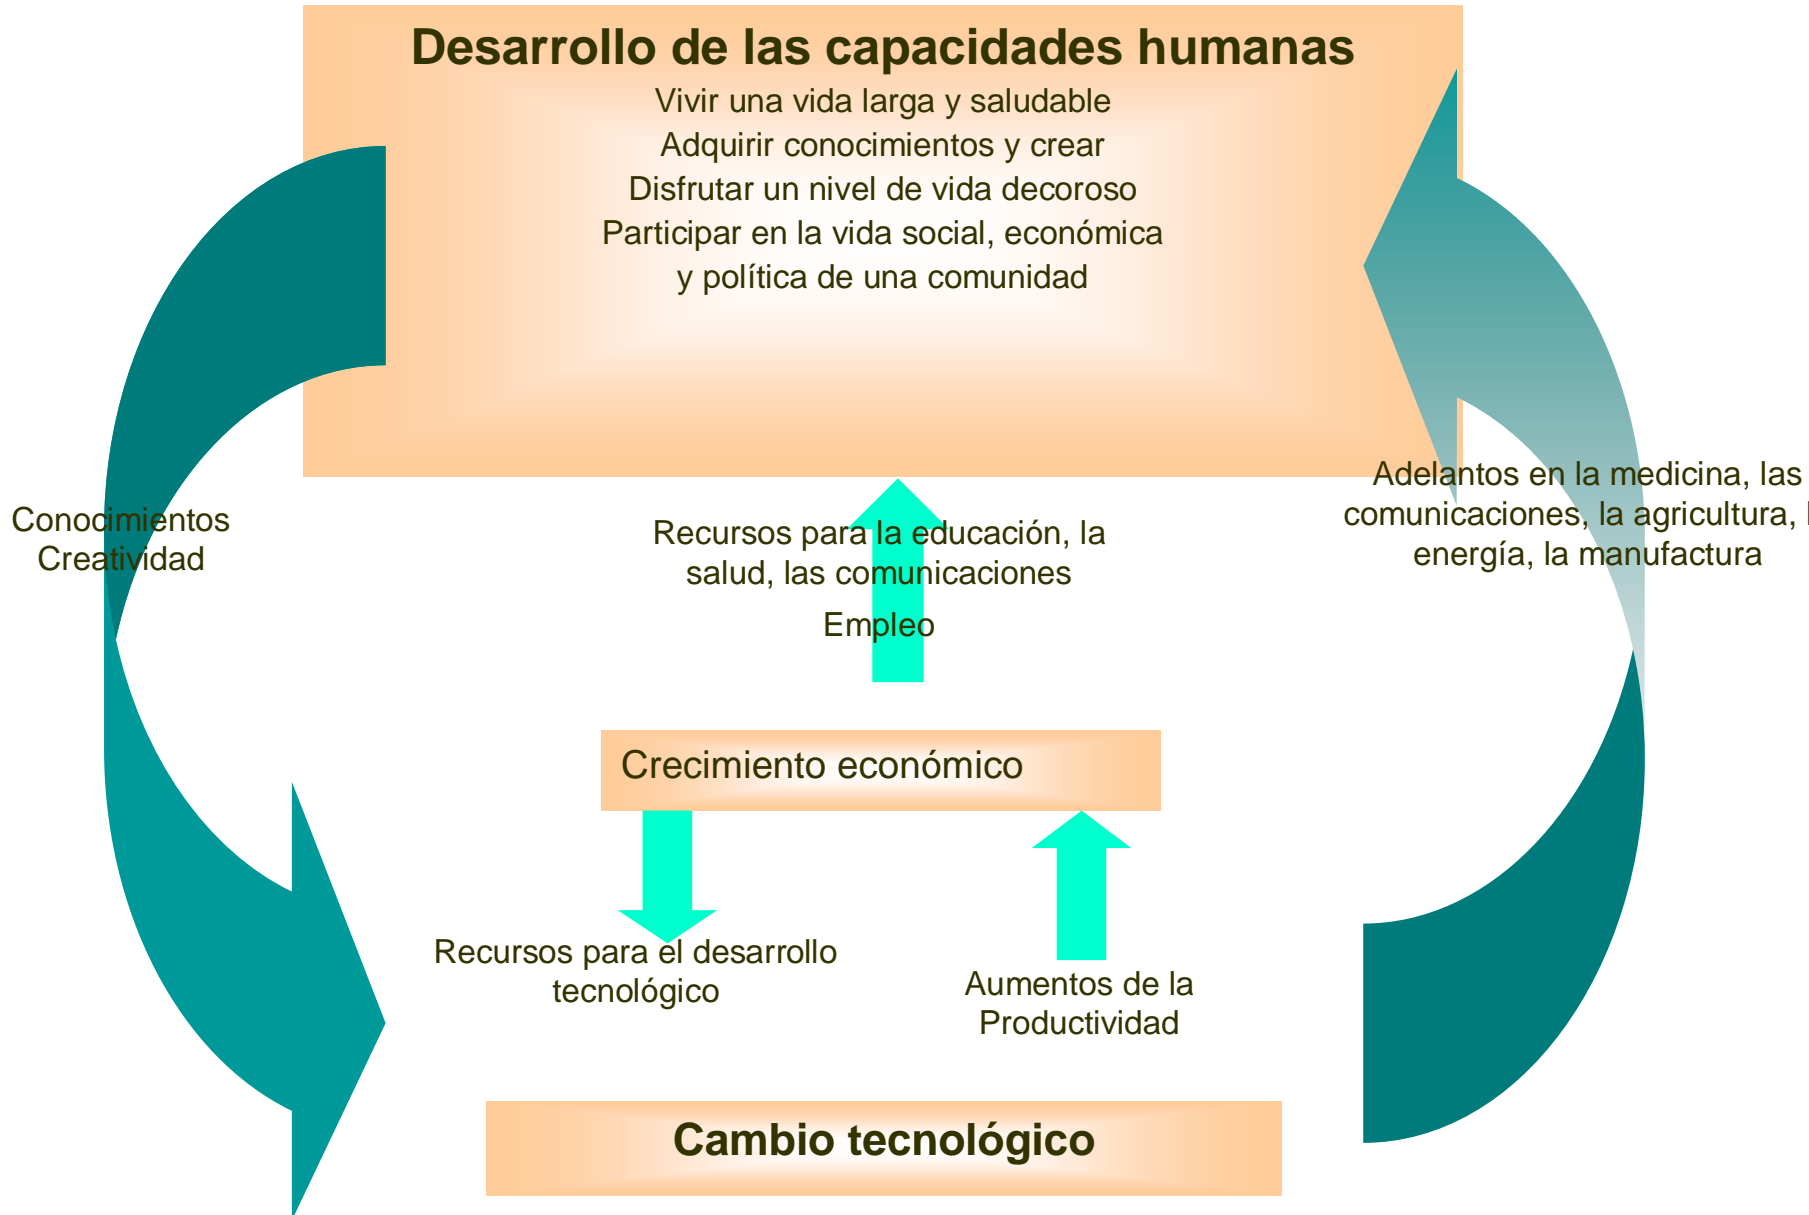 Desarrollo de las capacidades humanas
Vivir una vida larga y saludable
Adquirir conocimientos y crear
Disfrutar un nivel de vida decoroso
Participar en la vida social, económica
y política de una comunidad
Conocimientos
Creatividad
Recursos para la educación, la
salud, las comunicaciones
Empleo
Adelantos en la medicina, las
comunicaciones, la agricultura,
energía, la manufactura
Crecimiento económico
Recursos para el desarrollo
tecnológico
Aumentos de la
Productividad
Cambio tecnológico